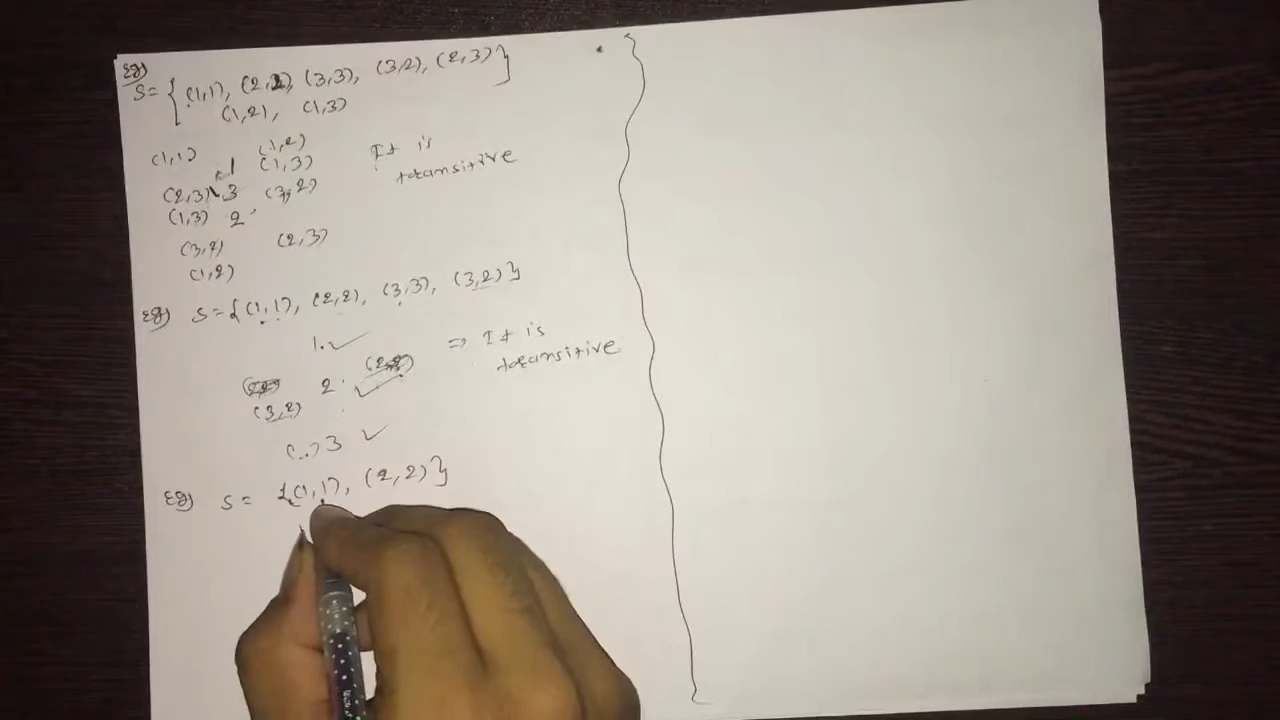 Eg)
S = { (1,1), (2,2) (3,3), (3,2), (2,3) }
(1,2), (1,3)
(1,1) 1 (1,2)
(1,3) It is
transitive
(2,3) 3 (3,2)
(1,3) 2
(3,2) (2,3)
(1,2)
Eg) S = { (1,1), (2,2), (3,3), (3,2) }
1. ✓
2. ✓ => It is
transitive
(3,2)
(..) 3 ✓
Eg) S = { (1,1), (2,2) }